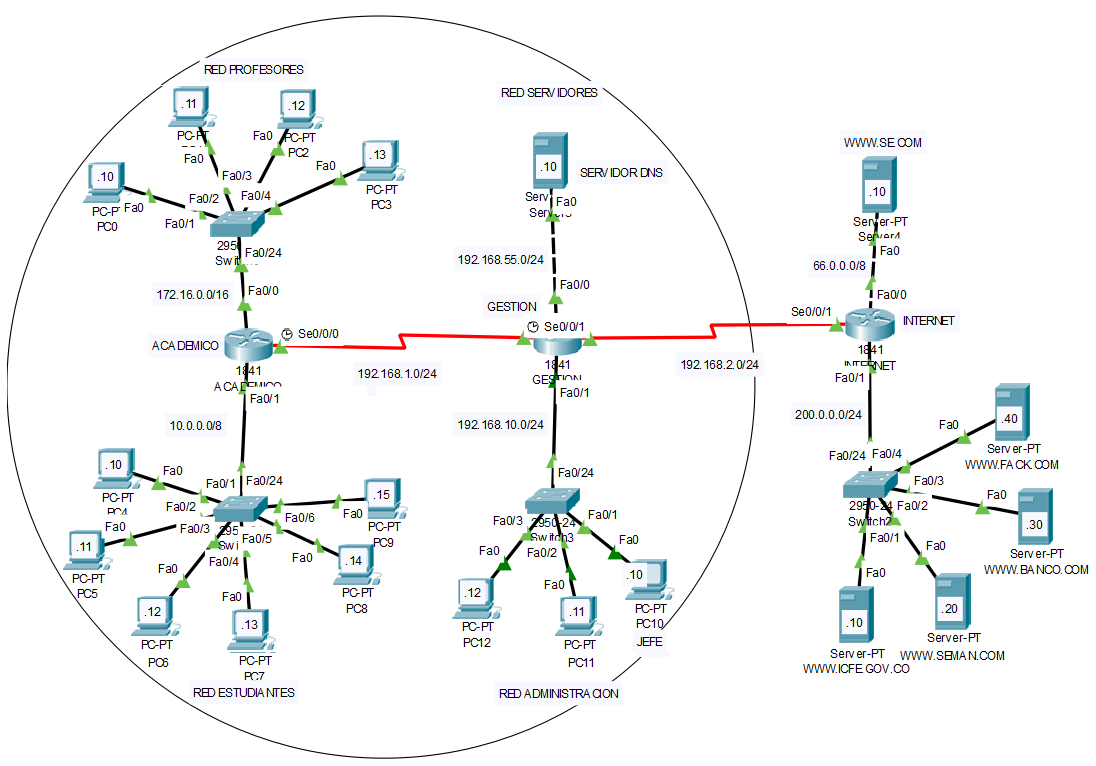 RED PROFESORES
.11
PC-PT
Fa0
.12
PC-PT
PC2
Fa0
.13
PC-PT
PC3
Fa0
.10
PC0
Fa0
Fa0/3
Fa0/2
Fa0/4
Fa0/1
Fa0/24
172.16.0.0/16
Fa0/0
ACADEMICO
Se0/0/0
1841
ACADEMICO
Fa0/1
192.168.1.0/24
10.0.0.0/8
.10
PC-PT
Fa0
Fa0/1
Fa0/24
Fa0/2
Fa0/3
Fa0/6
Fa0/5
Fa0/4
.15
PC-PT
PC9
Fa0
.11
PC-PT
PC5
Fa0
.14
PC-PT
PC8
Fa0
.12
PC-PT
PC6
Fa0
.13
PC-PT
PC7
Fa0
RED ESTUDIANTES
RED SERVIDORES
.10
SERVIDOR DNS
Fa0
192.168.55.0/24
Fa0/0
GESTION
Se0/0/1
1841
GESTION
Fa0/1
192.168.2.0/24
192.168.10.0/24
Fa0/24
2950-24
Switch3
Fa0/3
Fa0/1
Fa0/2
Fa0
Fa0
Fa0
.12
PC-PT
PC12
.11
PC-PT
PC11
.10
PC-PT
PC10
JEFE
RED ADMINISTRACION
WWW.SE.COM
.10
Server-PT
Server4
Fa0
66.0.0.0/8
Fa0/0
Se0/0/1
INTERNET
1841
INTERNET
Fa0/1
200.0.0.0/24
Fa0/24
Fa0/4
Fa0/3
2950-24
Switch2
Fa0/2
Fa0/1
Fa0
.40
Server-PT
WWW.FACK.COM
Fa0
.30
Server-PT
WWW.BANCO.COM
Fa0
.20
Server-PT
WWW.SEMAN.COM
Fa0
.10
Server-PT
WWW.ICFE.GOV.CO